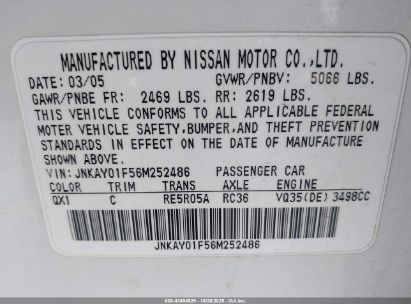 MANUFACTURED BY NISSAN MOTOR CO.,LTD.
DATE: 03/05 GVWR/PNBV: 5066 LBS.
GAWR/PNBE FR: 2469 LBS. RR: 2619 LBS.
THIS VEHICLE CONFORMS TO ALL APPLICABLE FEDERAL
MOTOR VEHICLE SAFETY,BUMPER,AND THEFT PREVENTION
STANDARDS IN EFFECT ON THE DATE OF MANUFACTURE
SHOWN ABOVE.
VIN: JNKAY01F56M252486 PASSENGER CAR
COLOR TRIM TRANS AXLE ENGINE
QX1 C RE5R05A RC36 VQ35(DE) 3498CC
JNKAY01F56M252486